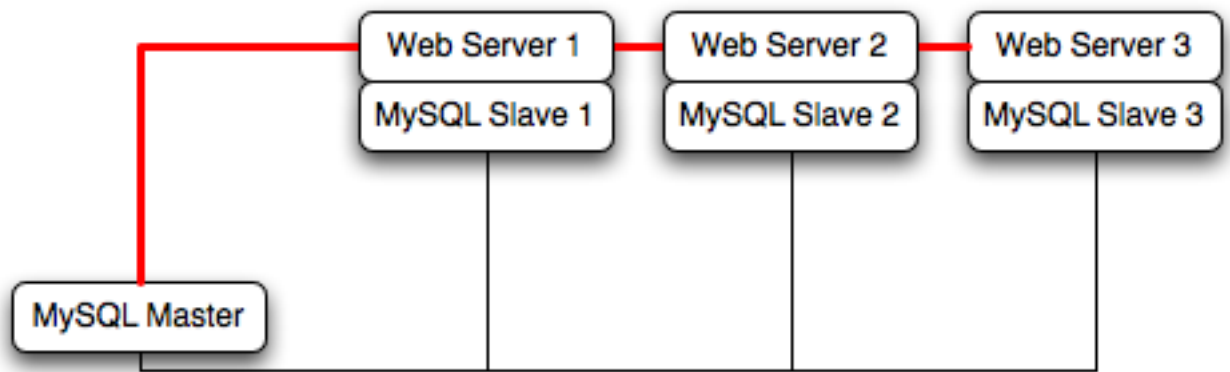 Web Server 1
Web Server 2
Web Server 3
MySQL Slave 1
MySQL Slave 2
MySQL Slave 3
MySQL Master